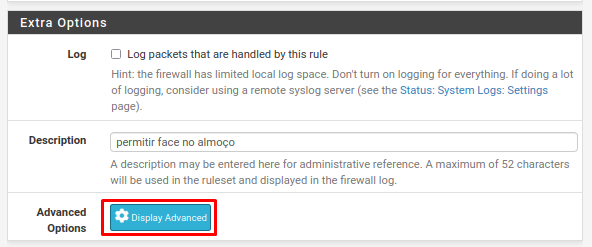 Extra Options
Log
Log packets that are handled by this rule
Hint: the firewall has limited local log space. Don't turn on logging for everything. If doing a lot
of logging, consider using a remote syslog server (see the Status: System Logs: Settings
page).
Description
permitir face no almoço
A description may be entered here for administrative reference. A maximum of 52 characters
will be used in the ruleset and displayed in the firewall log.
Advanced
Options
Display Advanced